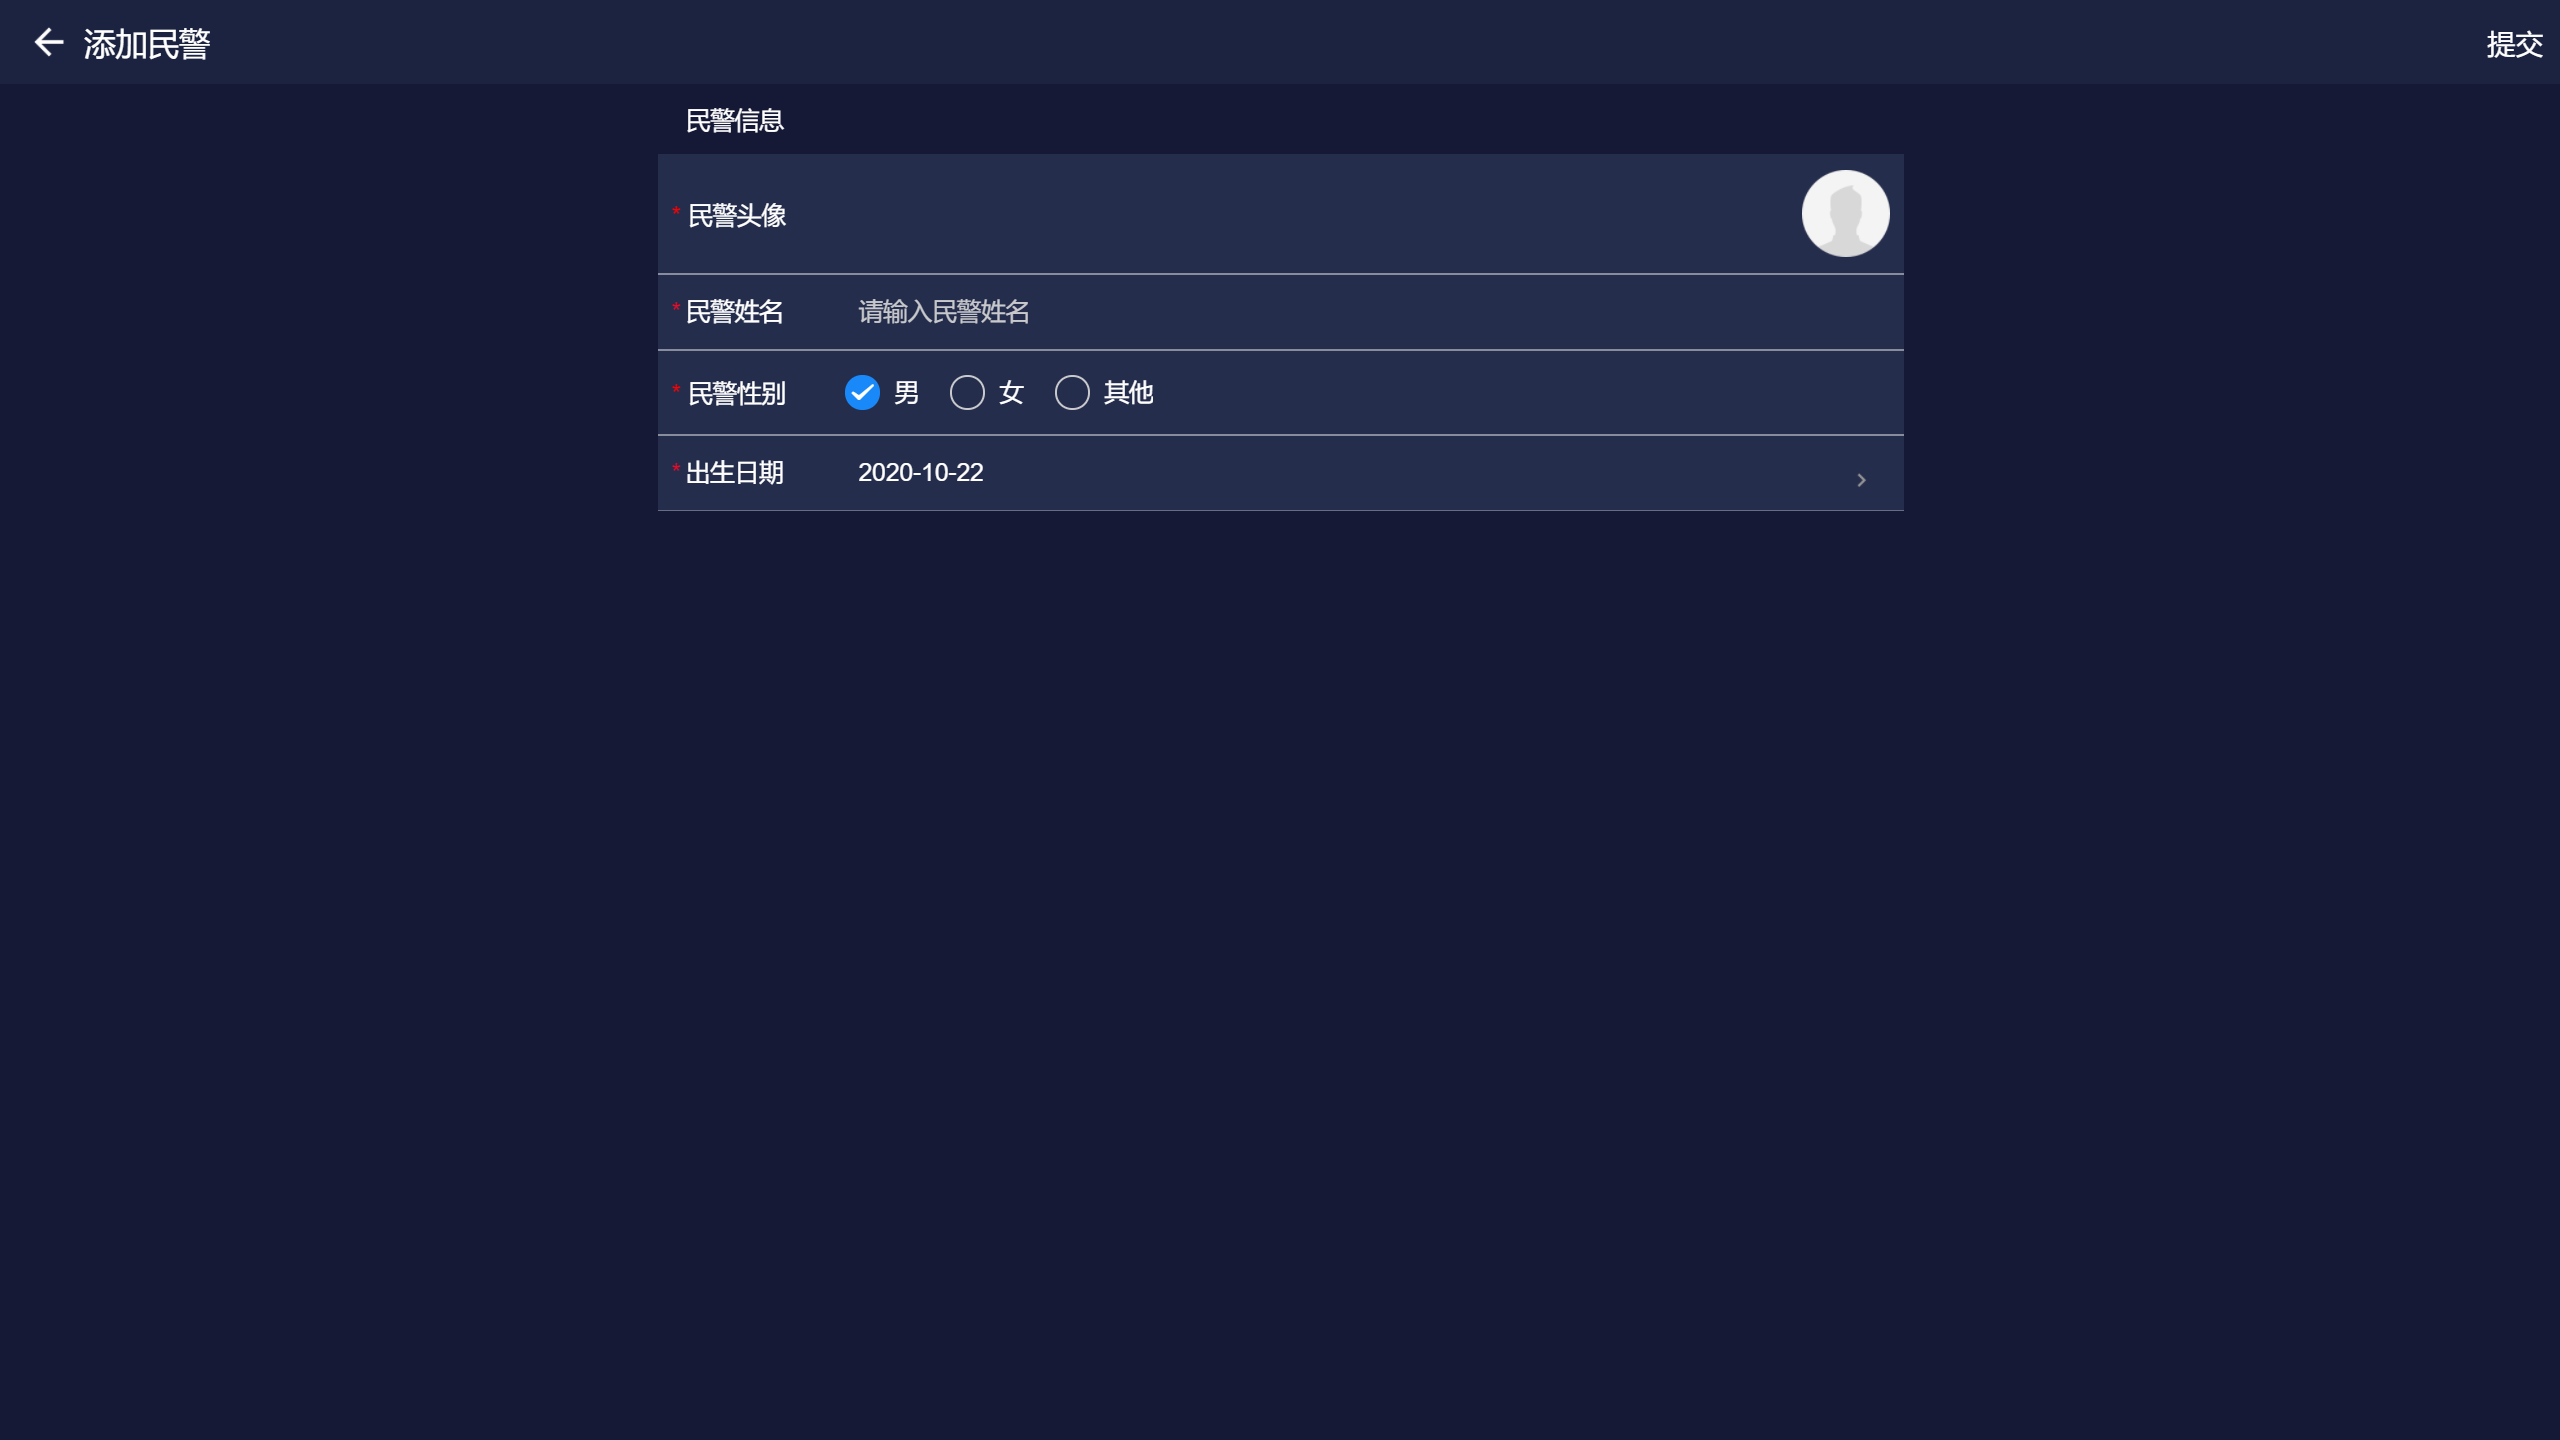 添加民警
提交
民警信息
* 民警头像
* 民警姓名 请输入民警姓名
* 民警性别 男 女 其他
* 出生日期 2020-10-22